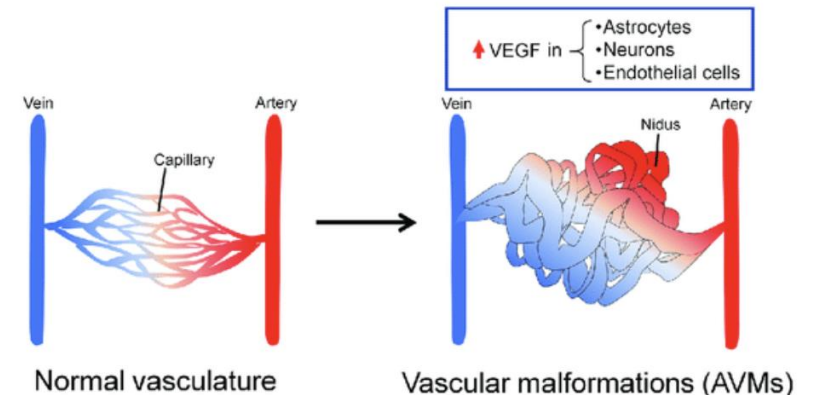 VEGF in
•Astrocytes
•Neurons
•Endothelial cells
Vein
Artery
Capillary
Vein
Artery
Nidus
Normal vasculature
Vascular malformations (AVMs)